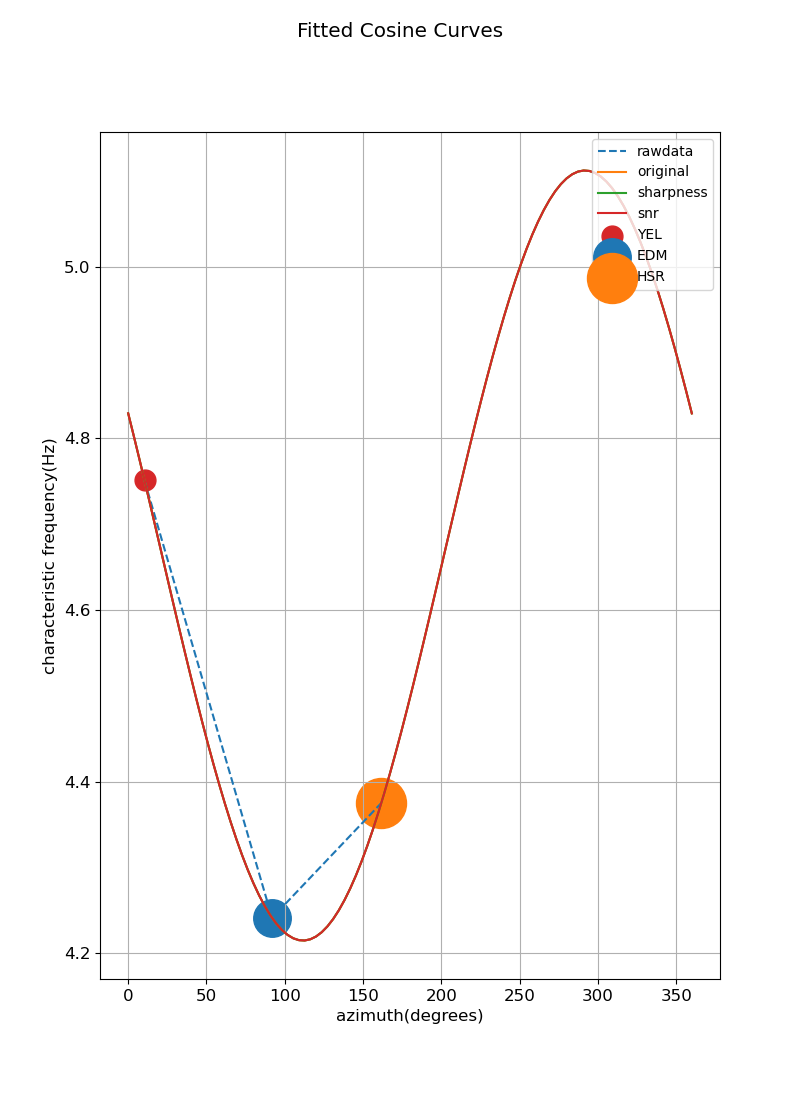 Fitted Cosine Curves
rawdata
original
sharpness
snr
YEL
EDM
HSR
characteristic frequency(Hz)
5.0
4.8
4.6
4.4
4.2
0 50 100 150 200 250 300 350
azimuth(degrees)